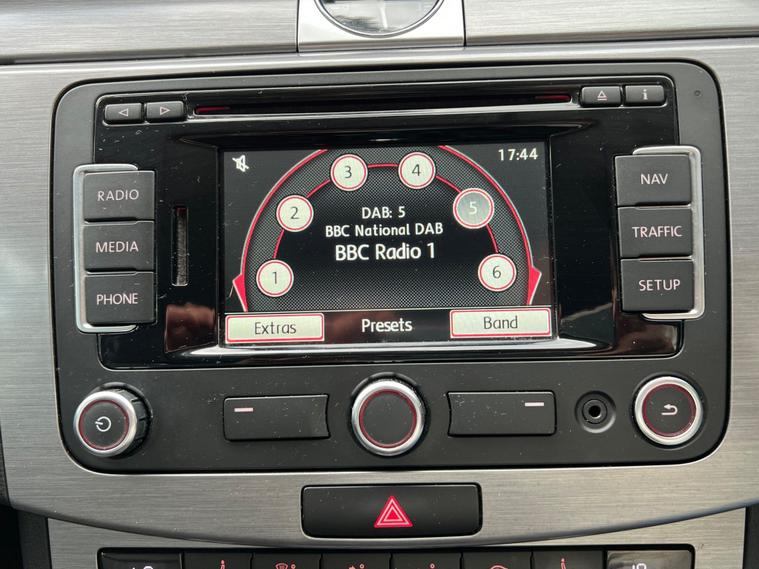 17:44
RADIO
MEDIA
PHONE
1
2
3
4
5
6
DAB: 5
BBC National DAB
BBC Radio 1
Extras
Presets
Band
i
NAV
TRAFFIC
SETUP